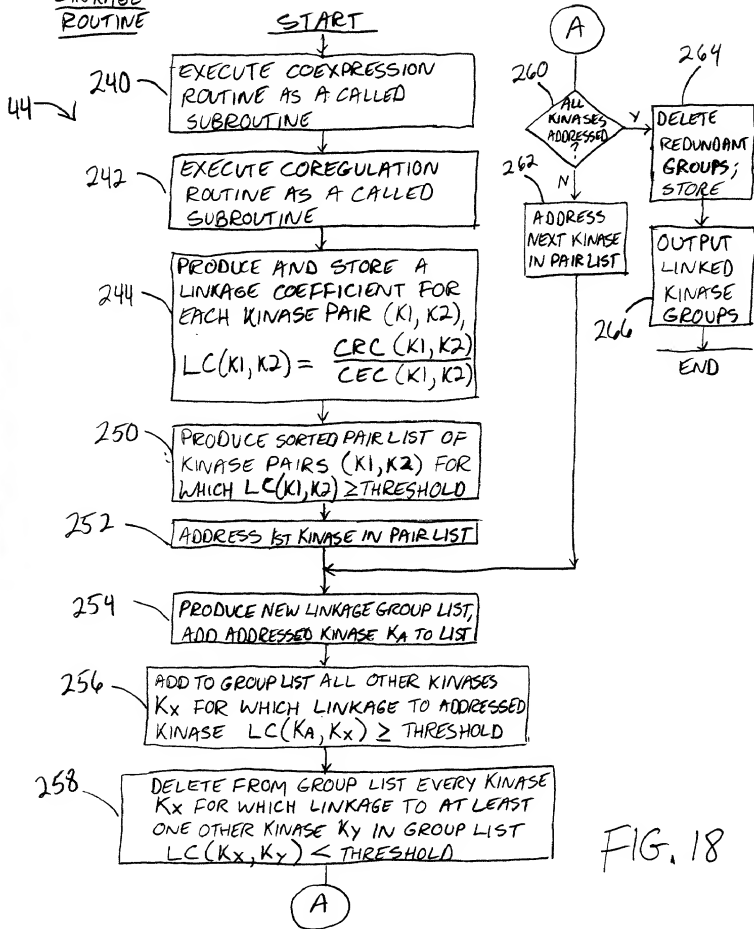 LINKAGE
ROUTINE
44
START
240
EXECUTE COEXPRESSION
ROUTINE AS A CALLED
SUBROUTINE
242
EXECUTE COREGULATION
ROUTINE AS A CALLED
SUBROUTINE
244
PRODUCE AND STORE A
LINKAGE COEFFICIENT FOR
EACH KINASE PAIR (K1,K2),
LC(K1,K2) = CRC (K1,K2)
CEC (K1,K2)
250
PRODUCE SORTED PAIR LIST OF
KINASE PAIRS (K1,K2) FOR
WHICH LC(K1,K2) ≥ THRESHOLD
252
ADDRESS 1ST KINASE IN PAIR LIST
254
PRODUCE NEW LINKAGE GROUP LIST,
ADD ADDRESSED KINASE KA TO LIST
256
ADD TO GROUP LIST ALL OTHER KINASES
KX FOR WHICH LINKAGE TO ADDRESSED
KINASE LC(KA,KX) ≥ THRESHOLD
258
DELETE FROM GROUP LIST EVERY KINASE
KX FOR WHICH LINKAGE TO AT LEAST
ONE OTHER KINASE KY IN GROUP LIST
LC(KX,KY) < THRESHOLD
A
A
260
ALL
KINASES
ADDRESSED
?
Y
N
262
ADDRESS
NEXT KINASE
IN PAIR LIST
264
DELETE
REDUNDANT
GROUPS;
STORE
266
OUTPUT
LINKED
KINASE
GROUPS
END
FIG. 18